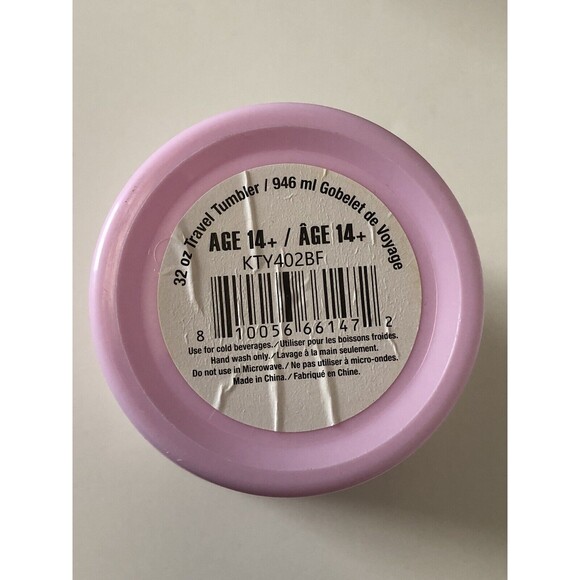 32 oz Travel Tumbler / 946 ml Gobelet de Voyage
AGE 14+ / ÂGE 14+
KTY402BF
8 10056 66147 2
Use for cold beverages. / Utiliser pour les boissons froides.
Hand wash only. / Lavage à la main seulement.
Do not use in Microwave. / Ne pas utiliser à micro-ondes.
Made in China. / Fabriqué en Chine.